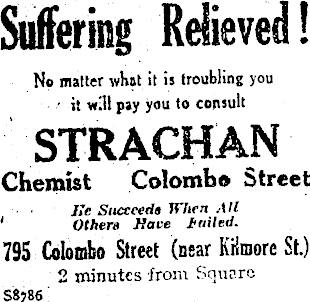 Suffering Relieved!
No matter what it is troubling you
it will pay you to consult
STRACHAN
Chemist Colombo Street
He Succeeds When All
Others Have Failed.
795 Colombo Street (near Kilmore St.)
2 minutes from Square
S8786